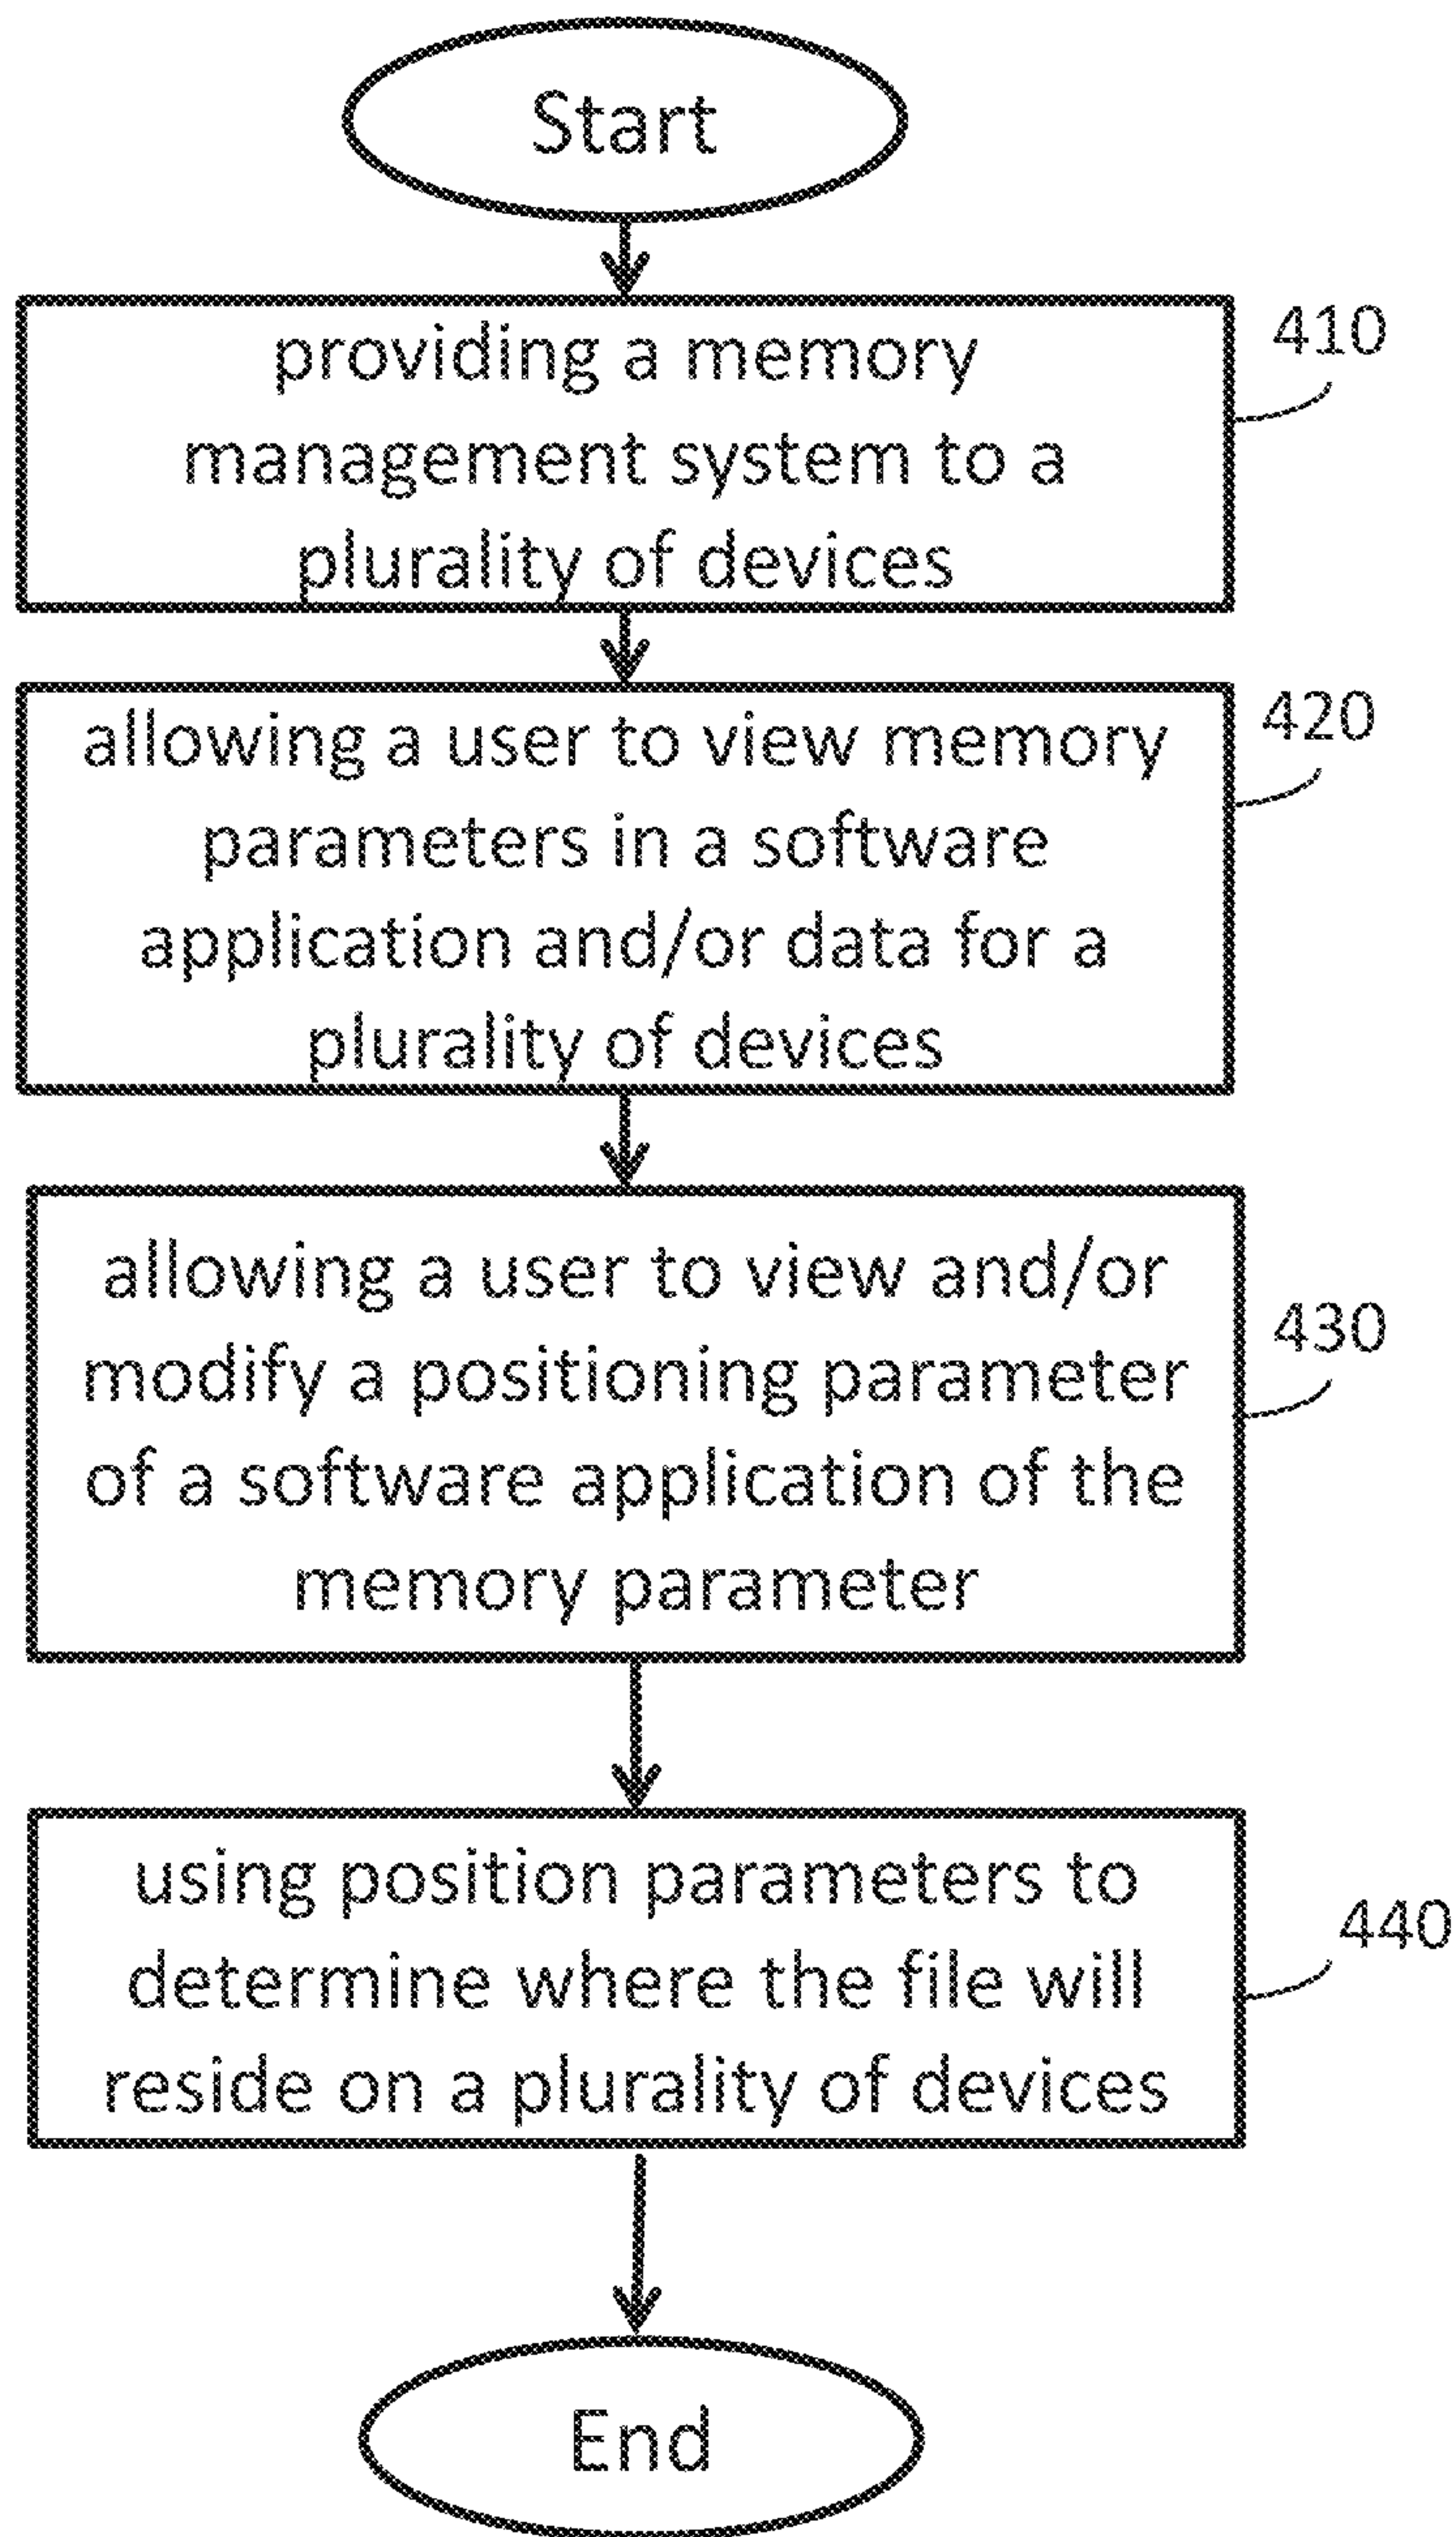 Start
providing a memory
management system to a
plurality of devices
410
allowing a user to view memory
parameters in a software
application and/or data for a
plurality of devices
420
allowing a user to view and/or
modify a positioning parameter
of a software application of the
memory parameter
430
using position parameters to
determine where the file will
reside on a plurality of devices
440
End